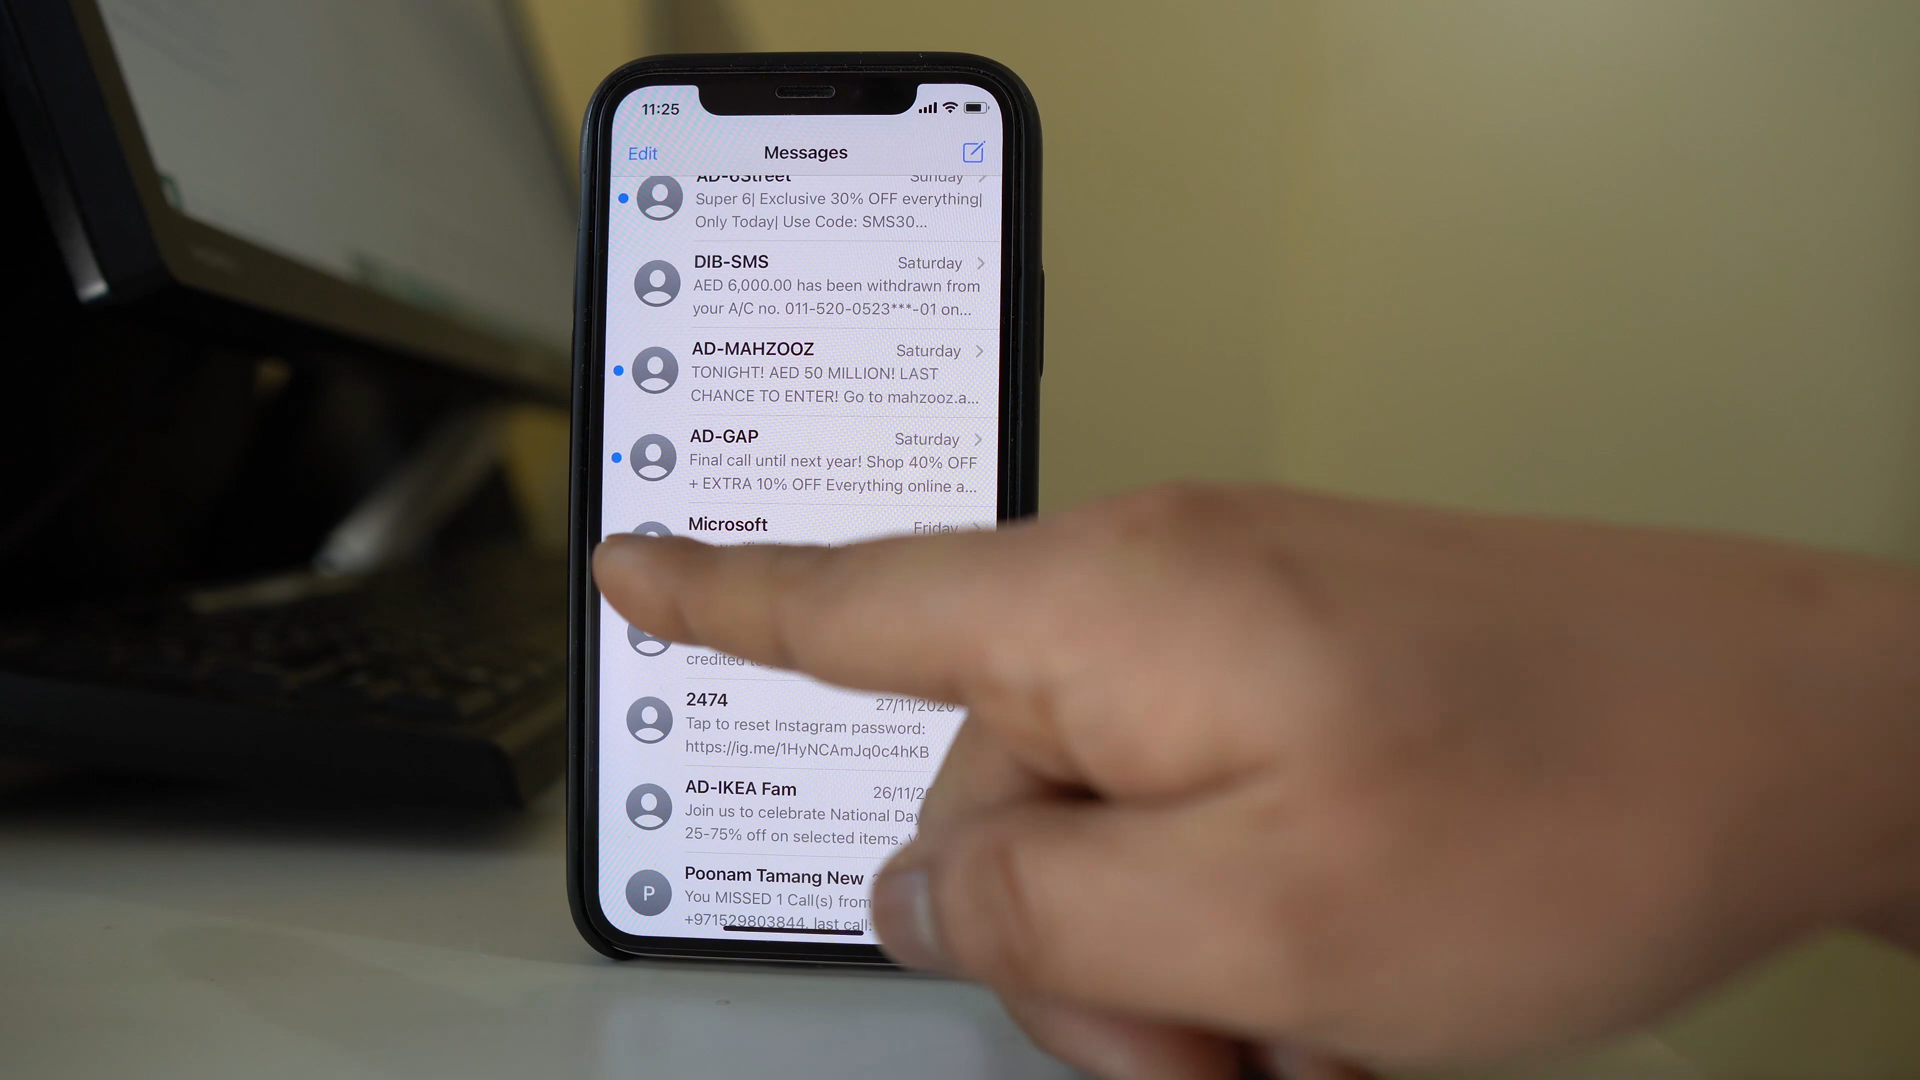 11:25
Edit
Messages
AD-6Street
Sunday
Super 6| Exclusive 30% OFF everything|
Only Today| Use Code: SMS30...
DIB-SMS
Saturday
AED 6,000.00 has been withdrawn from
your A/C no. 011-520-0523***-01 on...
AD-MAHZOOZ
Saturday
TONIGHT! AED 50 MILLION! LAST
CHANCE TO ENTER! Go to mahzooz.a...
AD-GAP
Saturday
Final call until next year! Shop 40% OFF
+ EXTRA 10% OFF Everything online a...
Microsoft
Friday
credited
2474
27/11/2020
Tap to reset Instagram password:
https://ig.me/1HyNCAmJq0c4hKB
AD-IKEA Fam
26/11/2
Join us to celebrate National Day
25-75% off on selected items.
P
Poonam Tamang New
You MISSED 1 Call(s) from
+971529803844, last call: